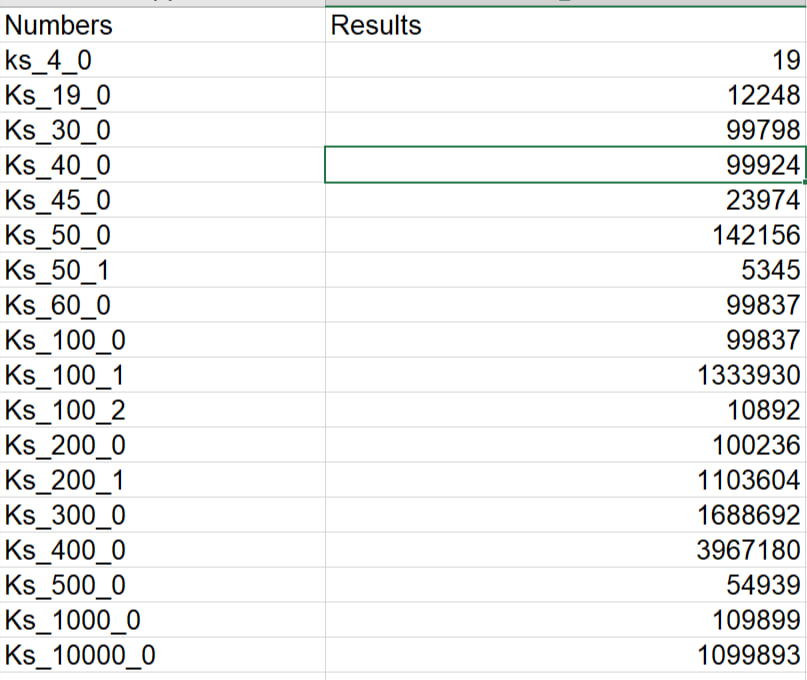 Numbers Results
ks_4_0 19
Ks_19_0 12248
Ks_30_0 99798
Ks_40_0 99924
Ks_45_0 23974
Ks_50_0 142156
Ks_50_1 5345
Ks_60_0 99837
Ks_100_0 99837
Ks_100_1 1333930
Ks_100_2 10892
Ks_200_0 100236
Ks_200_1 1103604
Ks_300_0 1688692
Ks_400_0 3967180
Ks_500_0 54939
Ks_1000_0 109899
Ks_10000_0 1099893